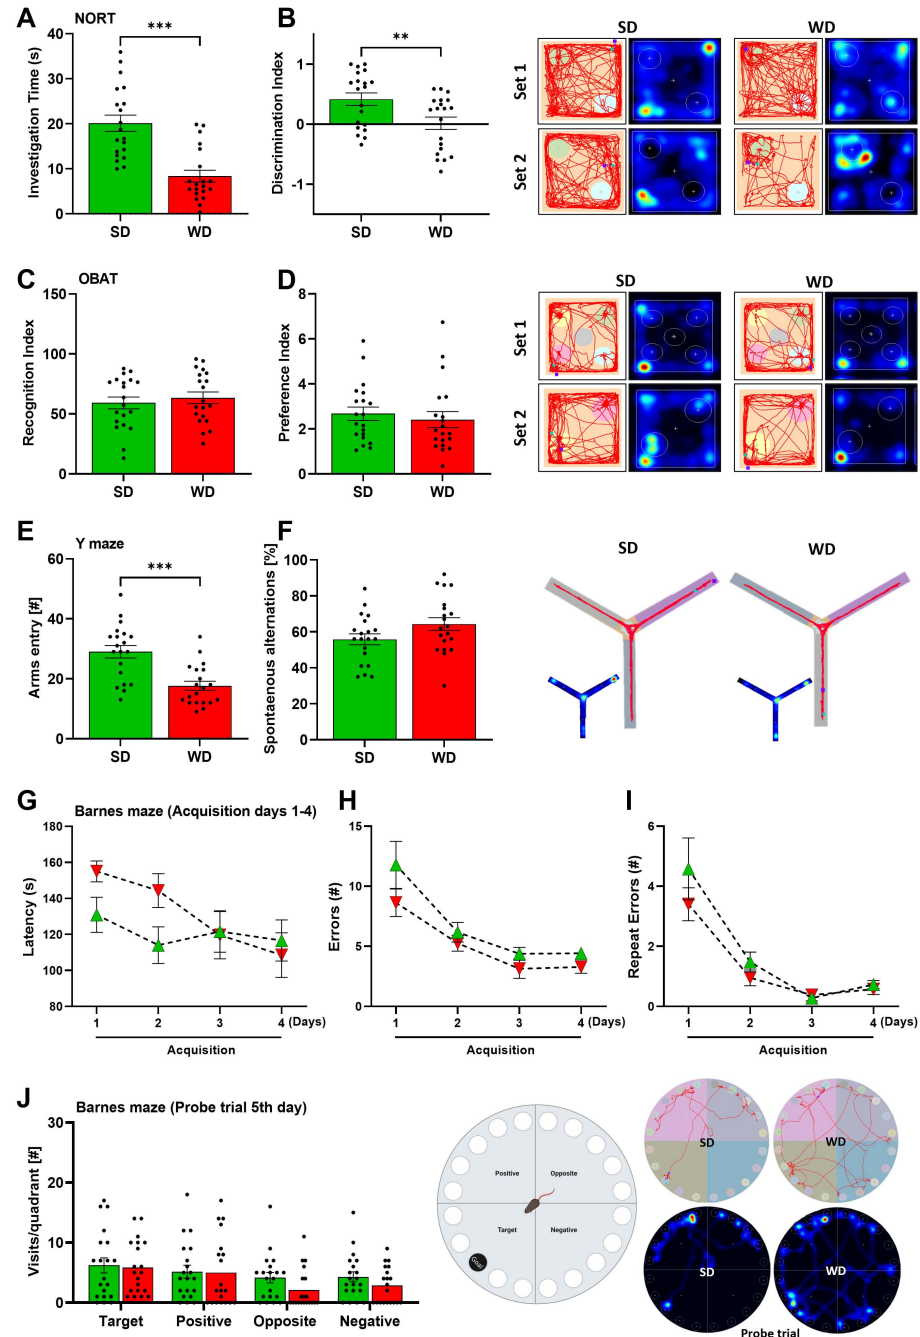 A
NORT
Investigation Time (s)
40
30
20
10
0
***
SD
WD
B
Discrimination Index
1
0
-1
**
SD
WD
SD
WD
Set 1
Set 2
C
OBAT
Recognition Index
150
100
50
0
SD
WD
D
Preference Index
8
6
4
2
0
SD
WD
SD
WD
Set 1
Set 2
E
Y maze
Arms entry [#]
60
40
20
0
***
SD
WD
F
Spontaenous alternations [%]
100
80
60
40
20
0
SD
WD
SD
WD
G
Barnes maze (Acquisition days 1-4)
Latency (s)
180
160
140
120
100
80
1 2 3 4 (Days)
Acquisition
H
Errors (#)
15
10
5
0
1 2 3 4 (Days)
Acquisition
I
Repeat Errors (#)
6
4
2
0
1 2 3 4 (Days)
Acquisition
J
Barnes maze (Probe trial 5th day)
Visits/quadrant [#]
30
20
10
0
Target Positive Opposite Negative
Positive Opposite
Target Negative
Goal
SD
WD
SD
WD
Probe trial